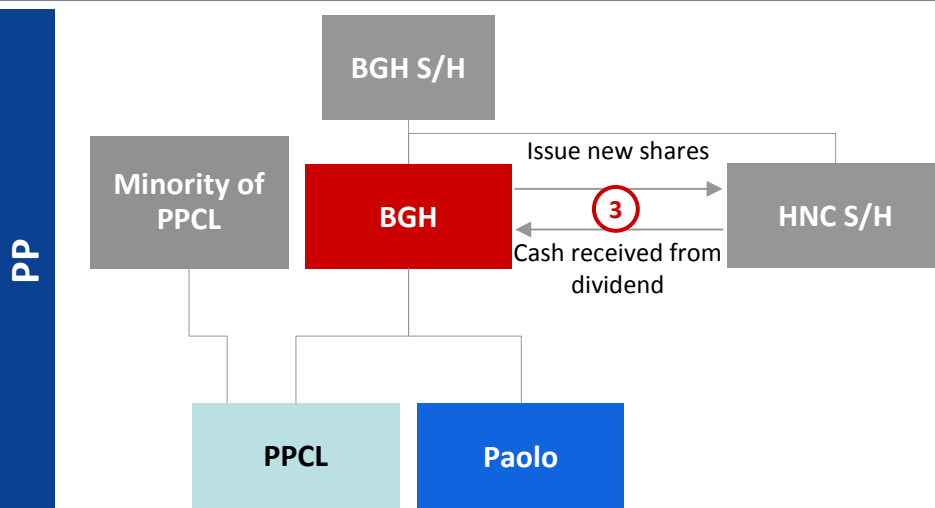 PP
BGH S/H
Minority of
PPCL
BGH
Issue new shares
3
Cash received from
dividend
HNC S/H
PPCL
Paolo